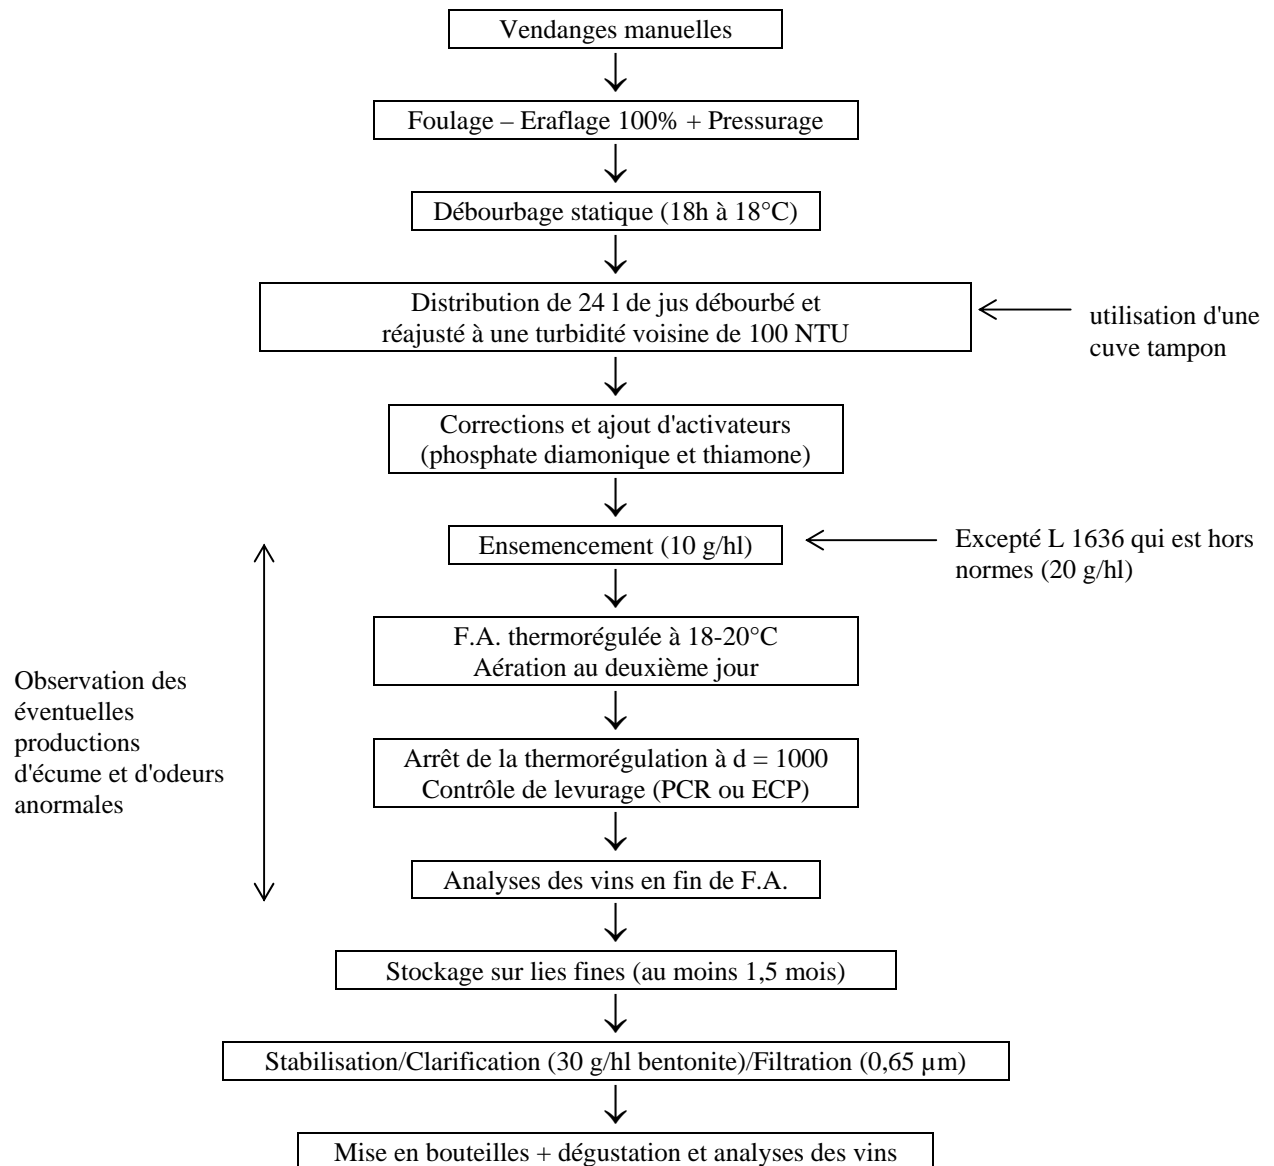 Vendanges manuelles
Foulage – Eraflage 100% + Pressurage
Débourbage statique (18h à 18°C)
Distribution de 24 l de jus débourbé et
réajusté à une turbidité voisine de 100 NTU
utilisation d'une
cuve tampon
Corrections et ajout d'activateurs
(phosphate diamonique et thiamone)
Ensemencement (10 g/hl)
Excepté L 1636 qui est hors
normes (20 g/hl)
F.A. thermorégulée à 18-20°C
Aération au deuxième jour
Observation des
éventuelles
productions
d'écume et d'odeurs
anormales
Arrêt de la thermorégulation à d = 1000
Contrôle de levurage (PCR ou ECP)
Analyses des vins en fin de F.A.
Stockage sur lies fines (au moins 1,5 mois)
Stabilisation/Clarification (30 g/hl bentonite)/Filtration (0,65 µm)
Mise en bouteilles + dégustation et analyses des vins